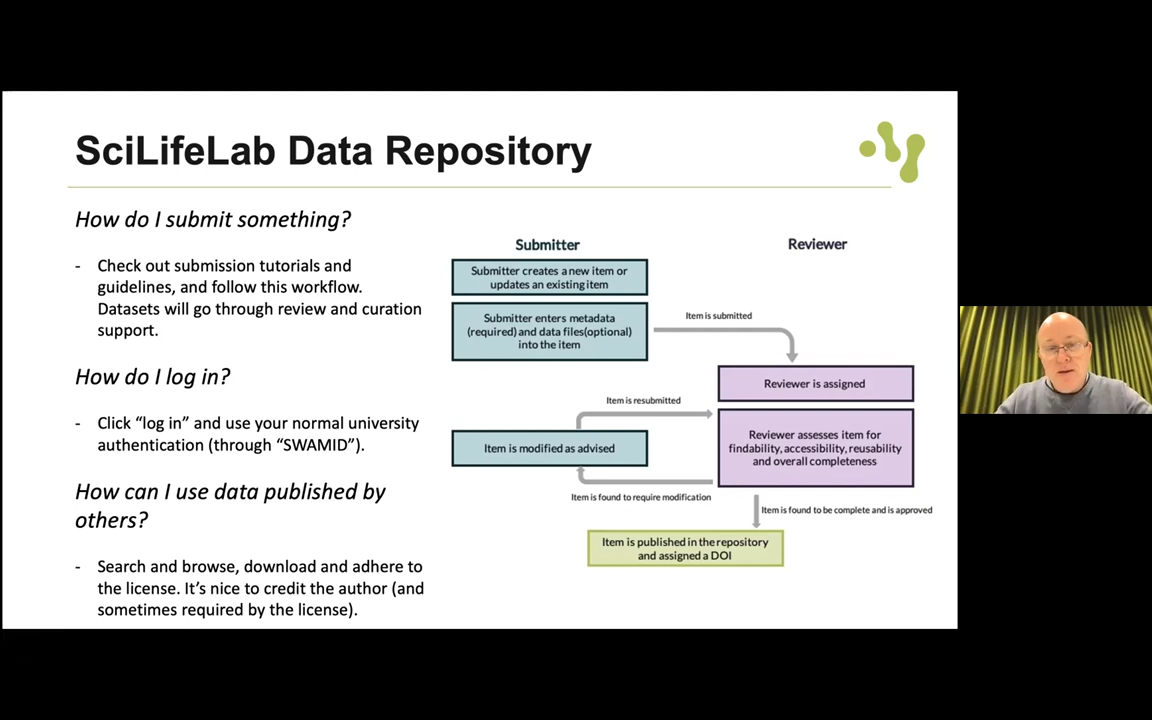 SciLifeLab Data Repository
How do I submit something?
- Check out submission tutorials and
guidelines, and follow this workflow.
Datasets will go through review and curation
support.
How do I log in?
- Click “log in” and use your normal university
authentication (through “SWAMID”).
How can I use data published by
others?
- Search and browse, download and adhere to
the license. It’s nice to credit the author (and
sometimes required by the license).
Submitter
Reviewer
Submitter creates a new item or
updates an existing item
Submitter enters metadata
(required) and data files(optional)
into the item
Item is submitted
Reviewer is assigned
Item is resubmitted
Reviewer assesses item for
findability, accessibility, reusability
and overall completeness
Item is modified as advised
Item is found to require modification
Item is found to be complete and is approved
Item is published in the repository
and assigned a DOI